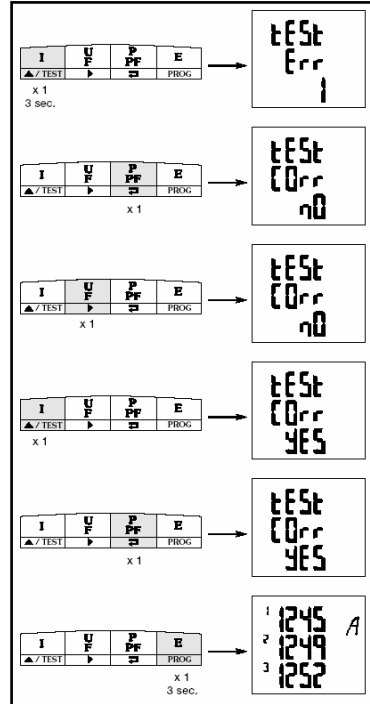 I U F P PF E
▲/TEST ▶ ⮐ PROG
x 1
3 sec.
tESt
Err
1
I U F P PF E
▲/TEST ▶ ⮐ PROG
x 1
tESt
COrr
nO
I U F P PF E
▲/TEST ▶ ⮐ PROG
x 1
tESt
COrr
nO
I U F P PF E
▲/TEST ▶ ⮐ PROG
x 1
tESt
COrr
YES
I U F P PF E
▲/TEST ▶ ⮐ PROG
x 1
tESt
COrr
YES
I U F P PF E
▲/TEST ▶ ⮐ PROG
x 1
3 sec.
1 1245 A
2 1249
3 1252